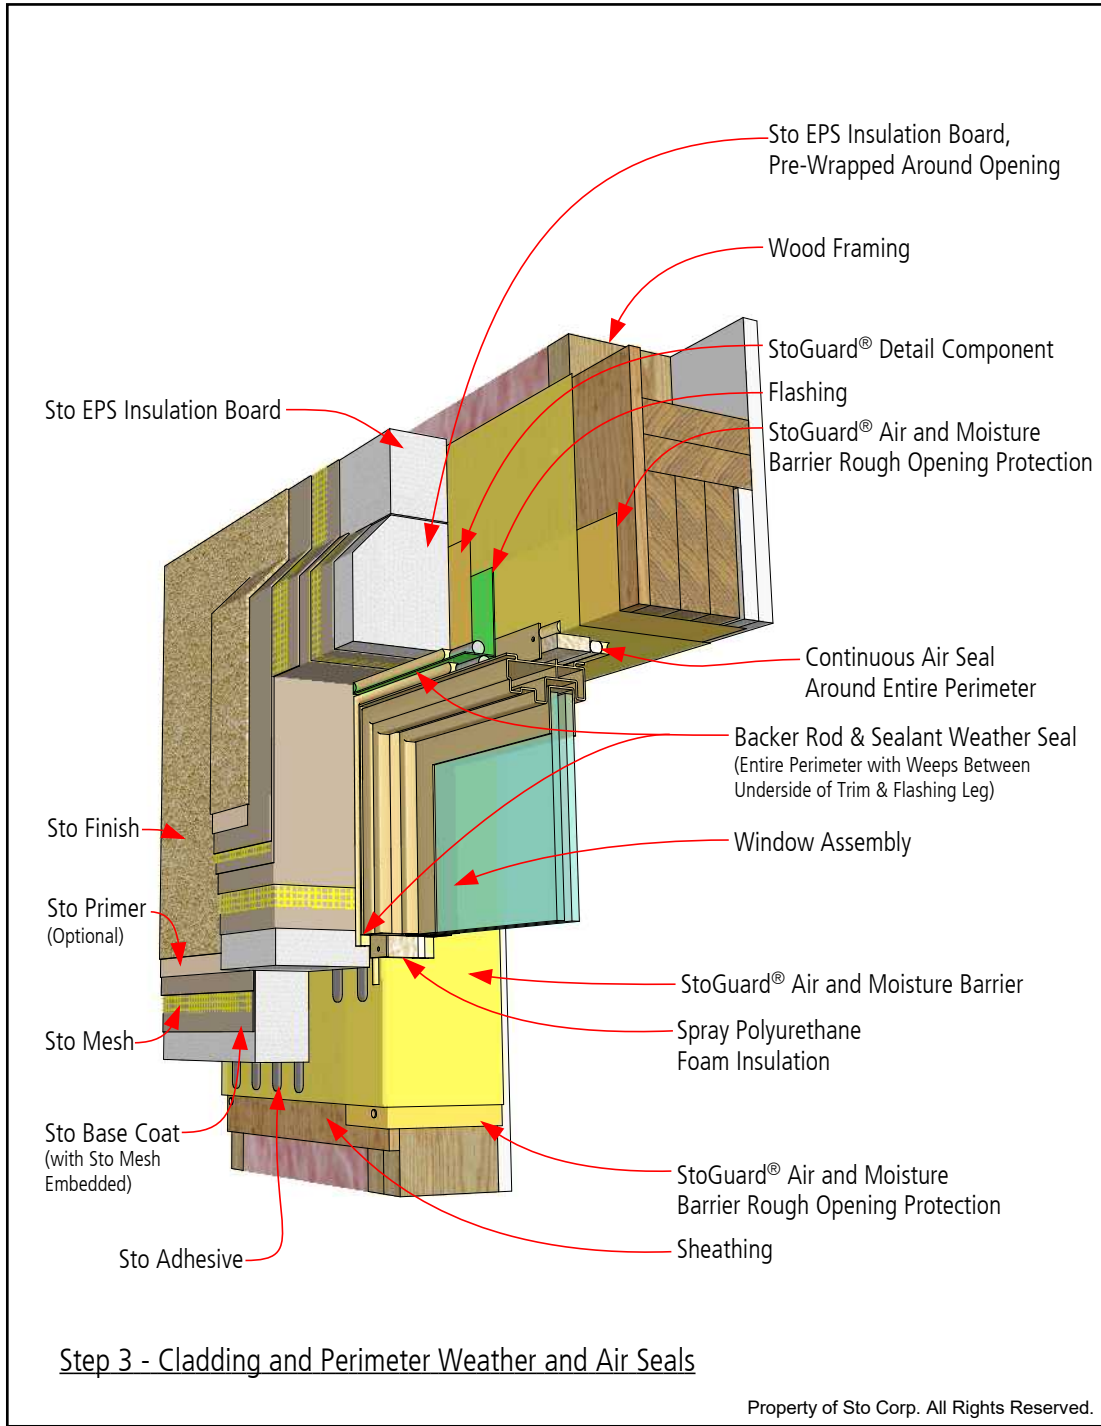 Sto EPS Insulation Board,
Pre-Wrapped Around Opening
Wood Framing
StoGuard® Detail Component
Flashing
StoGuard® Air and Moisture
Barrier Rough Opening Protection
Sto EPS Insulation Board
Continuous Air Seal
Around Entire Perimeter
Backer Rod & Sealant Weather Seal
(Entire Perimeter with Weeps Between
Underside of Trim & Flashing Leg)
Window Assembly
Sto Finish
Sto Primer
(Optional)
Sto Mesh
Sto Base Coat
(with Sto Mesh
Embedded)
Sto Adhesive
StoGuard® Air and Moisture Barrier
Spray Polyurethane
Foam Insulation
StoGuard® Air and Moisture
Barrier Rough Opening Protection
Sheathing
Step 3 - Cladding and Perimeter Weather and Air Seals
Property of Sto Corp. All Rights Reserved.